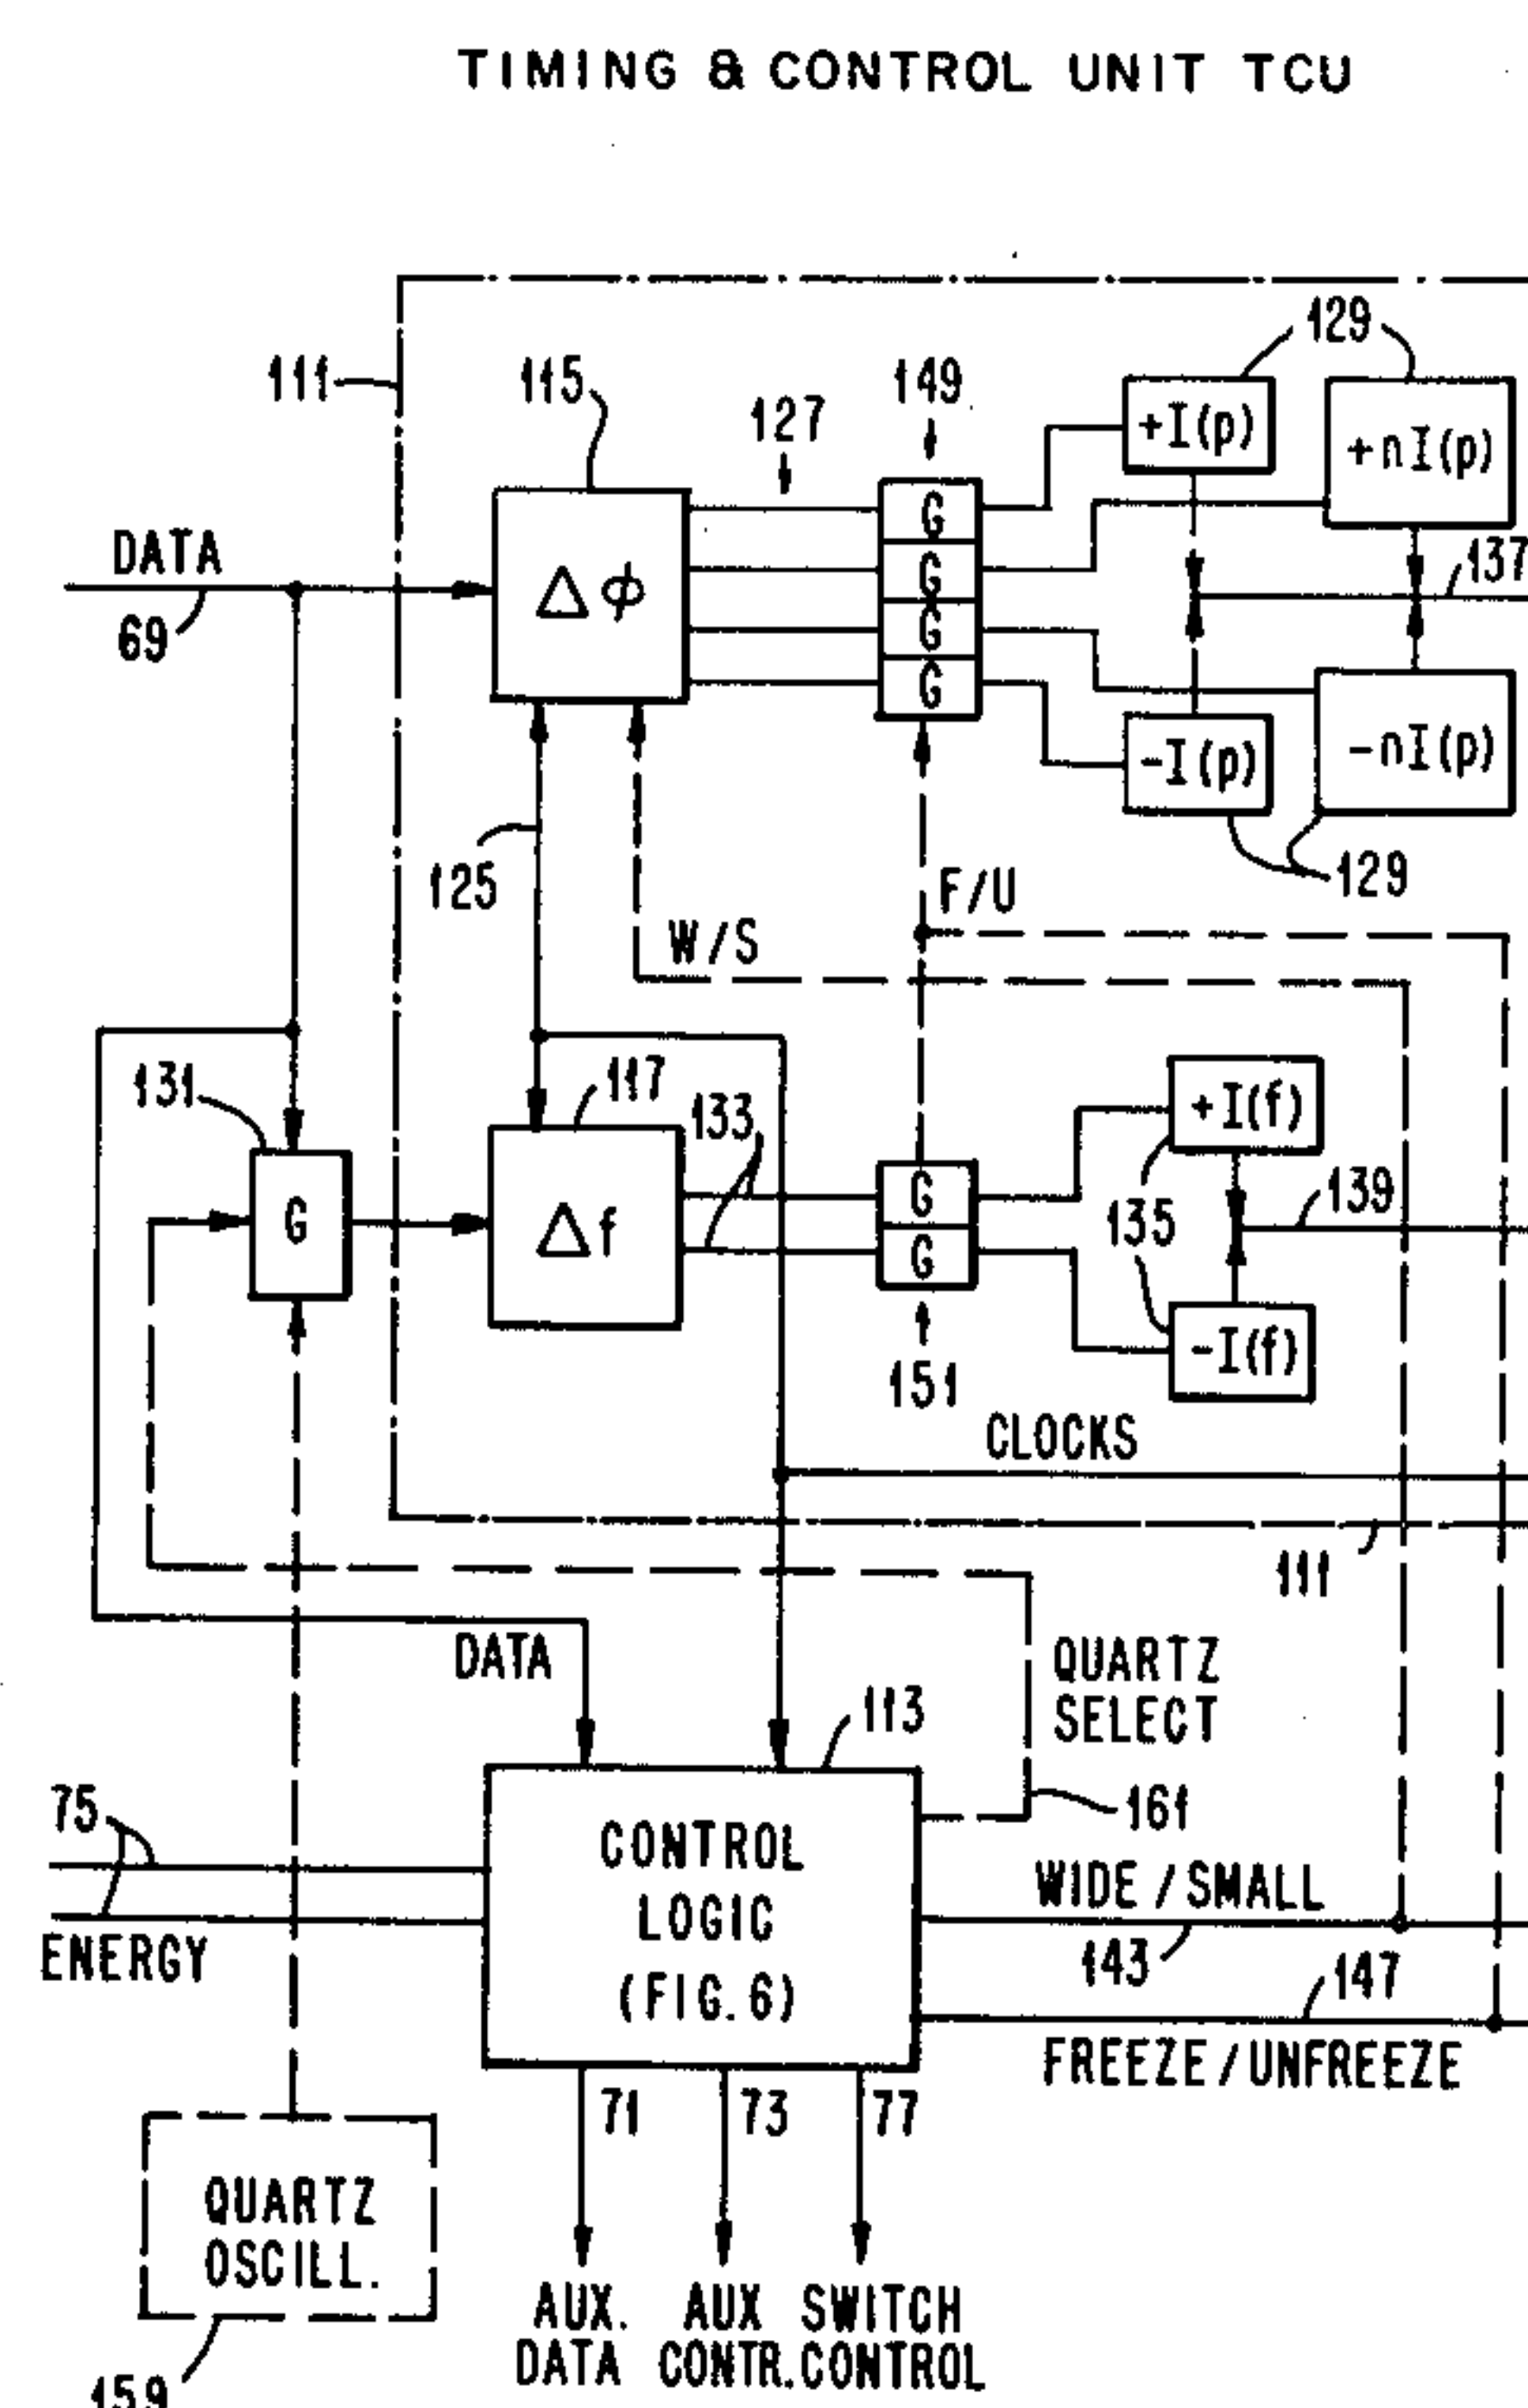 TIMING & CONTROL UNIT TCU
129
111
115
149
127
+I(p)
+nI(p)
G
DATA
Δ ϕ
G
137
69
G
G
-I(p)
-nI(p)
125
F/U
129
W/S
131
117
133
+I(f)
G
G
Δf
135
139
G
-I(f)
151
CLOCKS
111
DATA
QUARTZ
SELECT
113
75
161
CONTROL
LOGIC
(FIG. 6)
WIDE / SMALL
ENERGY
143
147
FREEZE / UNFREEZE
71
73
77
QUARTZ
OSCILL.
AUX. AUX SWITCH
DATA CONTR. CONTROL
159